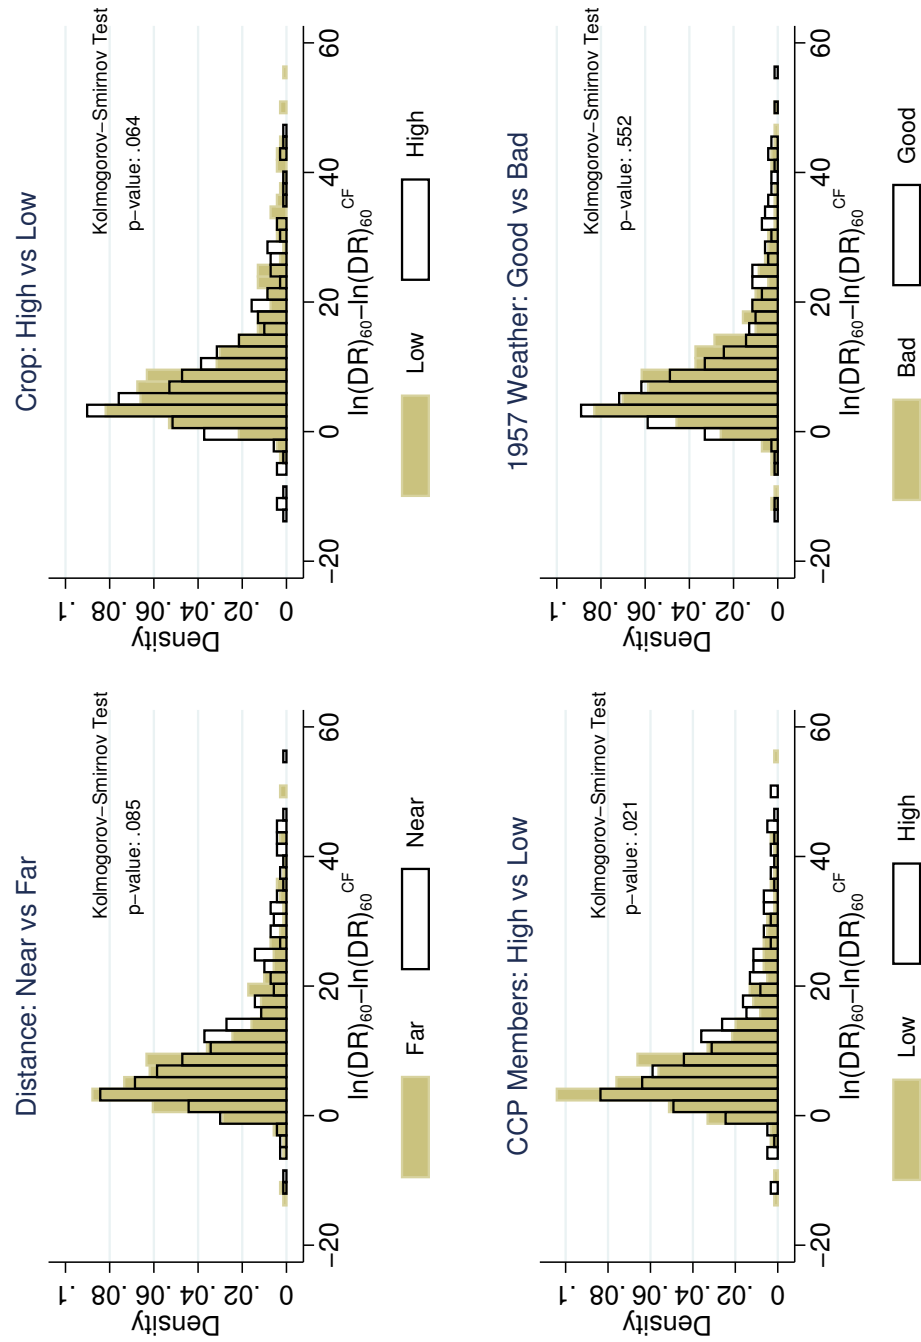 Distance: Near vs Far
Kolmogorov−Smirnov Test
p−value: .085
Density
0 .02 .04 .06 .08 .1
−20 0 20 40 60
ln(DR)60−ln(DR)60CF
Far Near
Crop: High vs Low
Kolmogorov−Smirnov Test
p−value: .064
Density
0 .02 .04 .06 .08 .1
−20 0 20 40 60
ln(DR)60−ln(DR)60CF
Low High
CCP Members: High vs Low
Kolmogorov−Smirnov Test
p−value: .021
Density
0 .02 .04 .06 .08 .1
−20 0 20 40 60
ln(DR)60−ln(DR)60CF
Low High
1957 Weather: Good vs Bad
Kolmogorov−Smirnov Test
p−value: .552
Density
0 .02 .04 .06 .08 .1
−20 0 20 40 60
ln(DR)60−ln(DR)60CF
Bad Good